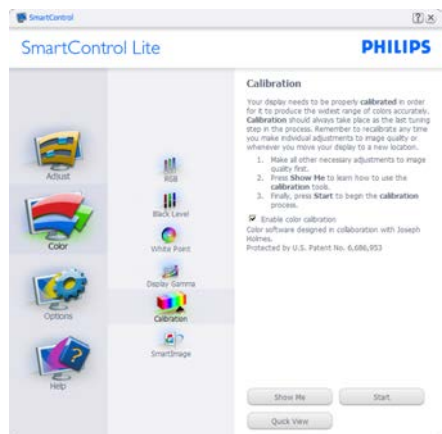 SmartControl
SmartControl Lite
PHILIPS
Adjust
Color
Options
Help
RGB
Black Level
White Point
Display Gamma
Calibration
SmartImage
Calibration
Your display needs to be properly calibrated in order
for it to produce the widest range of colors accurately.
Calibration should always take place as the last tuning
step in the process. Remember to recalibrate any time
you make individual adjustments to image quality or
whenever you move your display to a new location.
1. Make all other necessary adjustments to image
quality first.
2. Press Show Me to learn how to use the
calibration tools.
3. Finally, press Start to begin the calibration
process.
Enable color calibration
Color software designed in collaboration with Joseph
Holmes.
Protected by U.S. Patent No. 6,686,953
Show Me
Start
Quick View